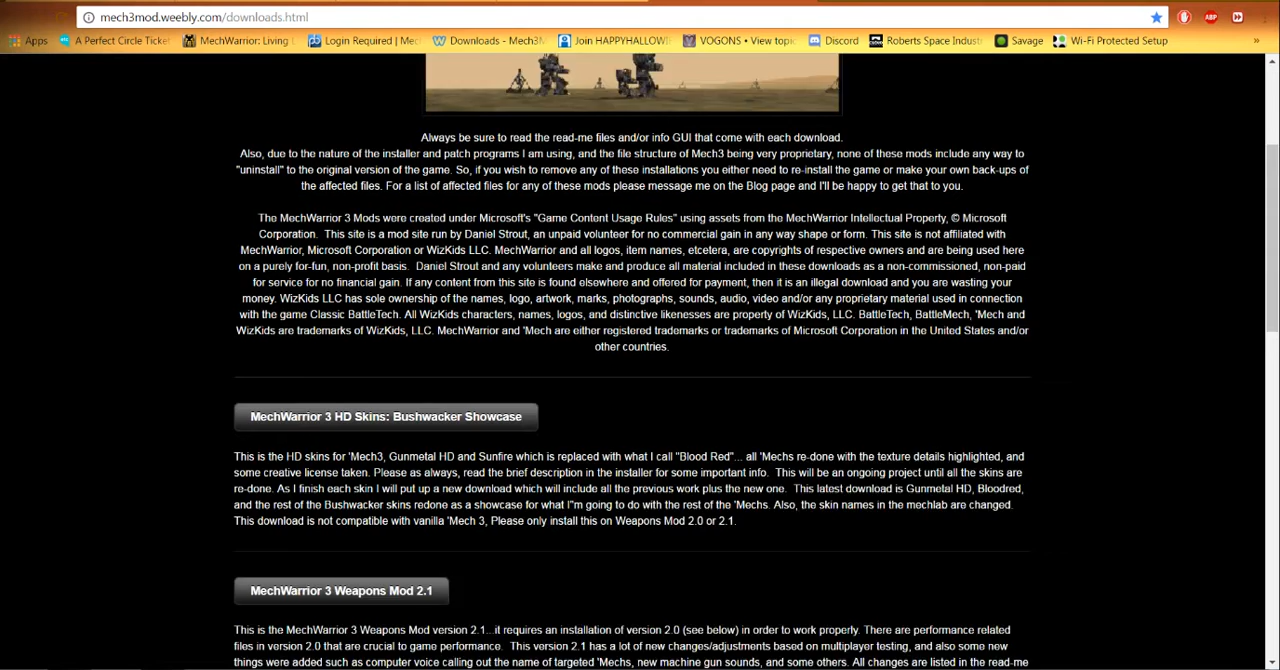 mech3mod.weebly.com/downloads.html
ABP
Apps
A Perfect Circle Ticket
MechWarrior: Living
Login Required | Mec
Downloads - Mech3M
Join HAPPYHALLOWI
VOGONS • View topi
Discord
Roberts Space Indust
Savage
Wi-Fi Protected Setup
»
Always be sure to read the read-me files and/or info GUI that come with each download.
Also, due to the nature of the installer and patch programs I am using, and the file structure of Mech3 being very proprietary, none of these mods include any way to
"uninstall" to the original version of the game. So, if you wish to remove any of these installations you either need to re-install the game or make your own back-ups of
the affected files. For a list of affected files for any of these mods please message me on the Blog page and I'll be happy to get that to you.
The MechWarrior 3 Mods were created under Microsoft's "Game Content Usage Rules" using assets from the MechWarrior Intellectual Property, © Microsoft
Corporation. This site is a mod site run by Daniel Strout, an unpaid volunteer for no commercial gain in any way shape or form. This site is not affiliated with
MechWarrior, Microsoft Corporation or WizKids LLC. MechWarrior and all logos, item names, etcetera, are copyrights of respective owners and are being used here
on a purely for-fun, non-profit basis. Daniel Strout and any volunteers make and produce all material included in these downloads as a non-commissioned, non-paid
for service for no financial gain. If any content from this site is found elsewhere and offered for payment, then it is an illegal download and you are wasting your
money. WizKids LLC has sole ownership of the names, logo, artwork, marks, photographs, sounds, audio, video and/or any proprietary material used in connection
with the game Classic BattleTech. All WizKids characters, names, logos, and distinctive likenesses are property of WizKids, LLC. BattleTech, BattleMech, 'Mech and
WizKids are trademarks of WizKids, LLC. MechWarrior and 'Mech are either registered trademarks or trademarks of Microsoft Corporation in the United States and/or
other countries.
MechWarrior 3 HD Skins: Bushwacker Showcase
This is the HD skins for 'Mech3, Gunmetal HD and Sunfire which is replaced with what I call "Blood Red"... all 'Mechs re-done with the texture details highlighted, and
some creative license taken. Please as always, read the brief description in the installer for some important info. This will be an ongoing project until all the skins are
re-done. As I finish each skin I will put up a new download which will include all the previous work plus the new one. This latest download is Gunmetal HD, Bloodred,
and the rest of the Bushwacker skins redone as a showcase for what I"m going to do with the rest of the 'Mechs. Also, the skin names in the mechlab are changed.
This download is not compatible with vanilla 'Mech 3, Please only install this on Weapons Mod 2.0 or 2.1.
MechWarrior 3 Weapons Mod 2.1
This is the MechWarrior 3 Weapons Mod version 2.1...it requires an installation of version 2.0 (see below) in order to work properly. There are performance related
files in version 2.0 that are crucial to game performance. This version 2.1 has a lot of new changes/adjustments based on multiplayer testing, and also some new
things were added such as computer voice calling out the name of targeted 'Mechs, new machine gun sounds, and some others. All changes are listed in the read-me